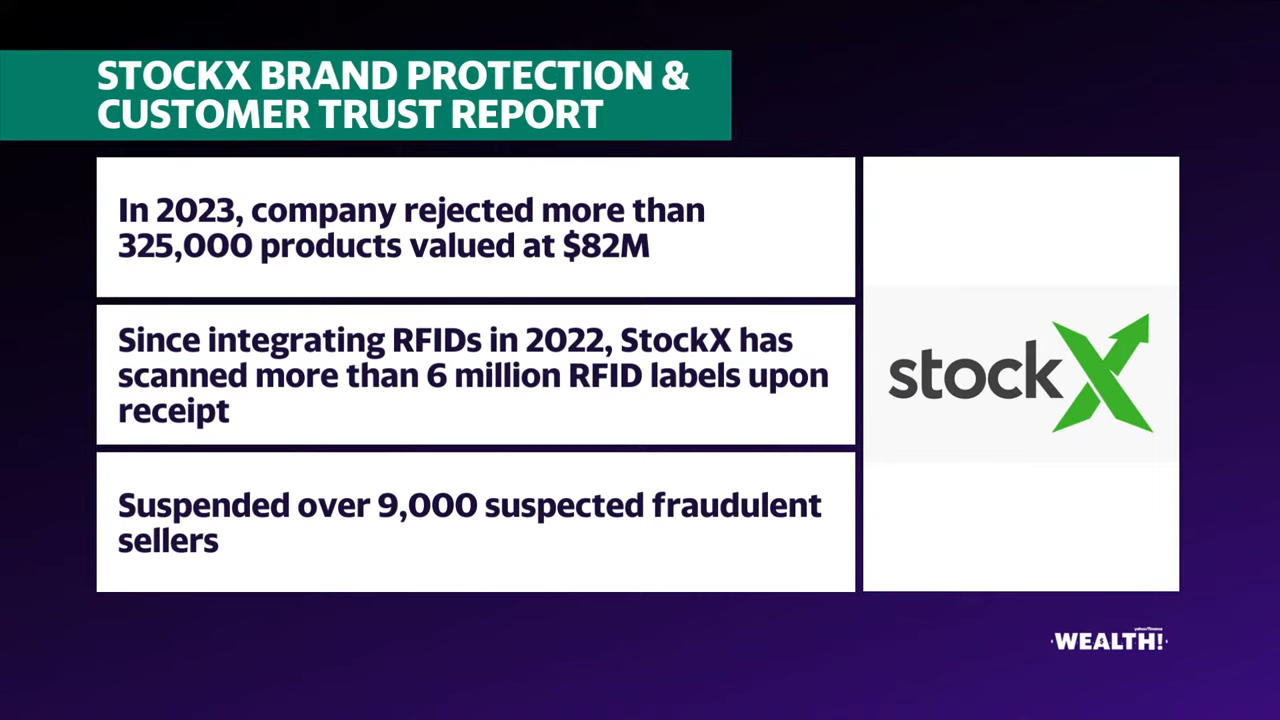 STOCKX BRAND PROTECTION &
CUSTOMER TRUST REPORT
In 2023, company rejected more than
325,000 products valued at $82M
Since integrating RFIDs in 2022, StockX has
scanned more than 6 million RFID labels upon
receipt
Suspended over 9,000 suspected fraudulent
sellers
stockX
yahoo!finance
WEALTH!